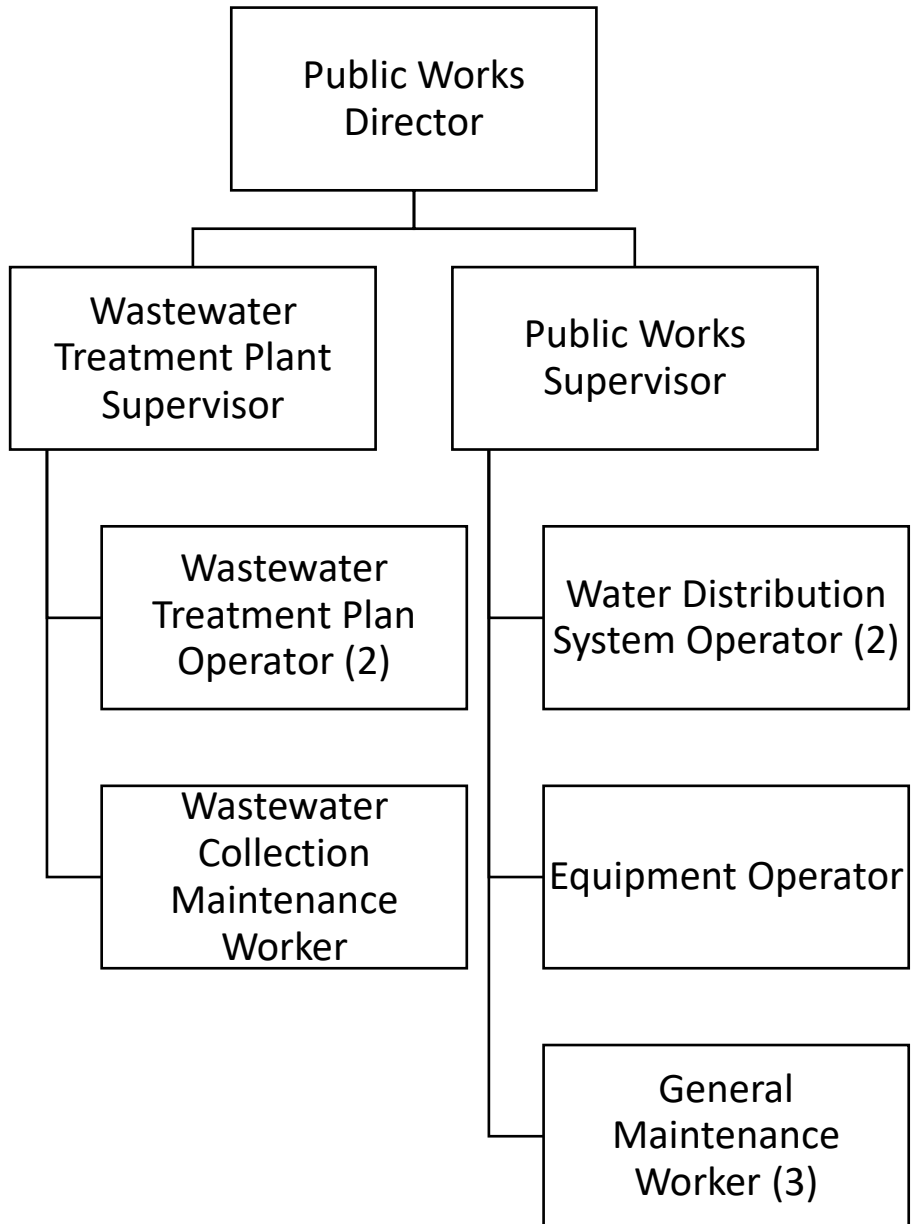 Public Works
Director
Wastewater
Treatment Plant
Supervisor
Public Works
Supervisor
Wastewater
Treatment Plan
Operator (2)
Water Distribution
System Operator (2)
Wastewater
Collection
Maintenance
Worker
Equipment Operator
General
Maintenance
Worker (3)